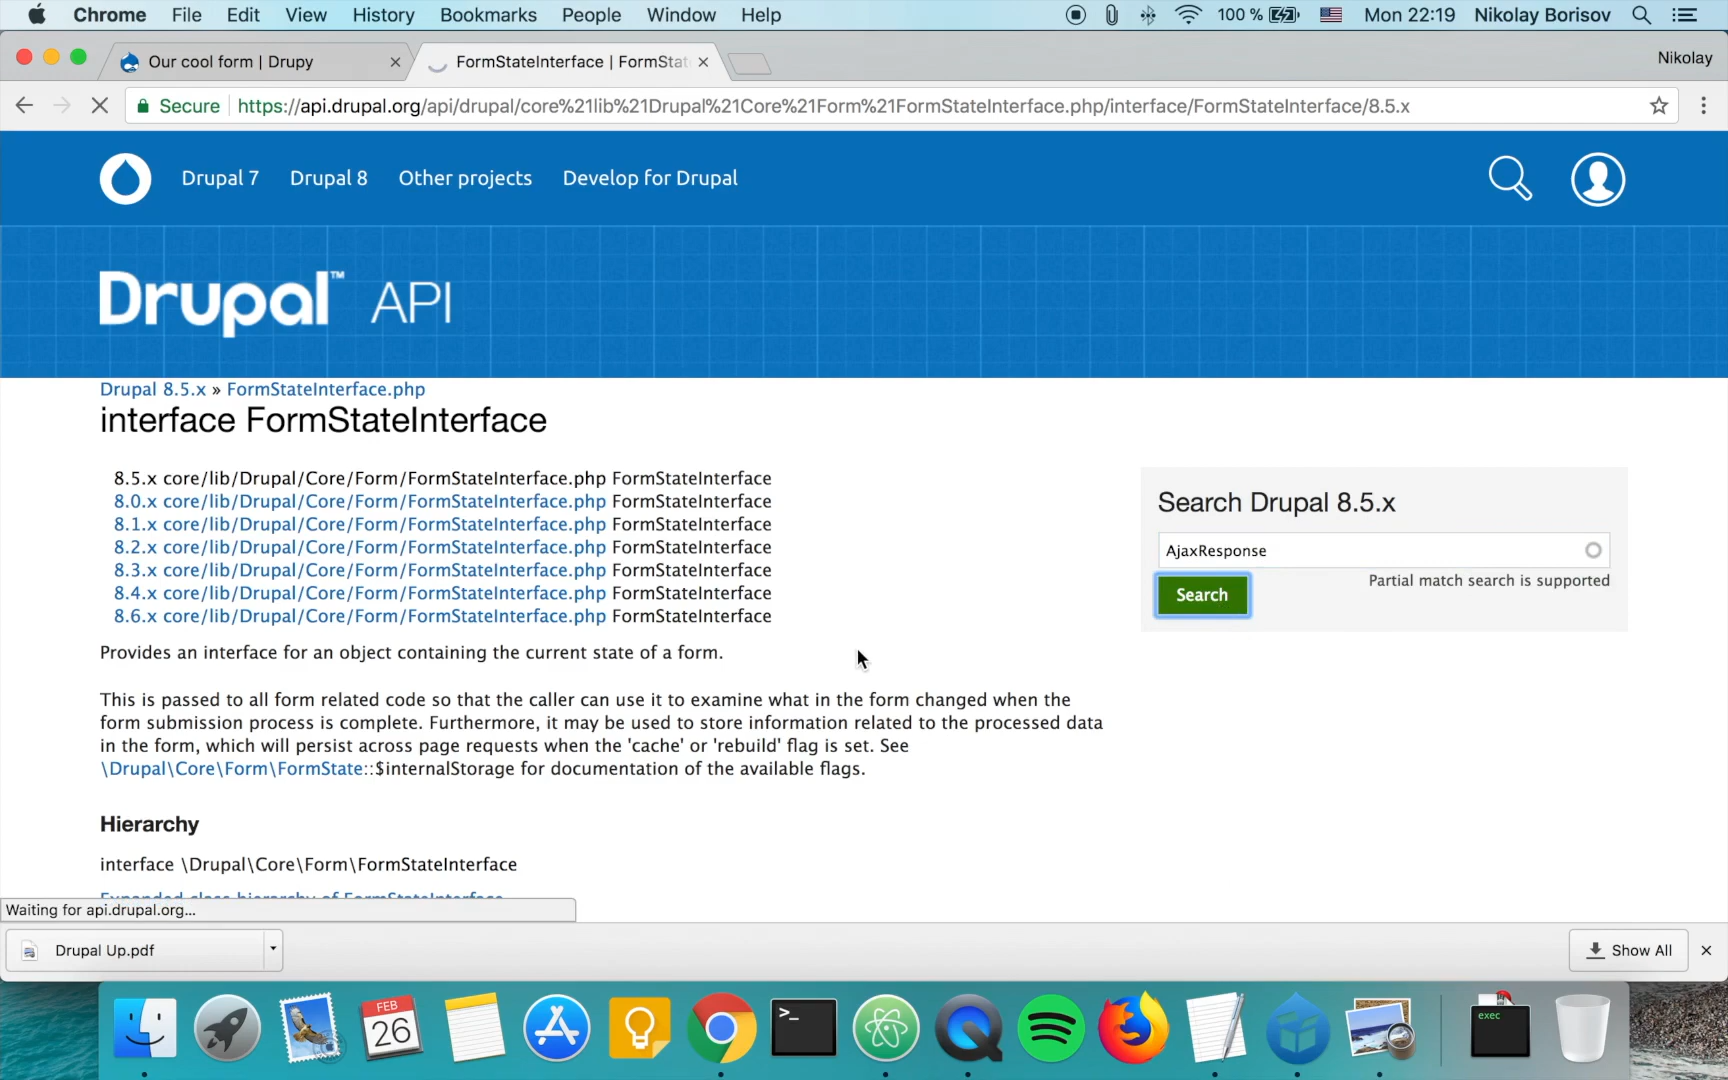 Chrome File Edit View History Bookmarks People Window Help 100 % Mon 22:19 Nikolay Borisov
Our cool form | Drupy
FormStateInterface | FormStat
Nikolay
Secure https://api.drupal.org/api/drupal/core%21lib%21Drupal%21Core%21Form%21FormStateInterface.php/interface/FormStateInterface/8.5.x
Drupal 7 Drupal 8 Other projects Develop for Drupal
Drupal™ API
Drupal 8.5.x » FormStateInterface.php
interface FormStateInterface
8.5.x core/lib/Drupal/Core/Form/FormStateInterface.php FormStateInterface
8.0.x core/lib/Drupal/Core/Form/FormStateInterface.php FormStateInterface
8.1.x core/lib/Drupal/Core/Form/FormStateInterface.php FormStateInterface
8.2.x core/lib/Drupal/Core/Form/FormStateInterface.php FormStateInterface
8.3.x core/lib/Drupal/Core/Form/FormStateInterface.php FormStateInterface
8.4.x core/lib/Drupal/Core/Form/FormStateInterface.php FormStateInterface
8.6.x core/lib/Drupal/Core/Form/FormStateInterface.php FormStateInterface
Provides an interface for an object containing the current state of a form.
This is passed to all form related code so that the caller can use it to examine what in the form changed when the
form submission process is complete. Furthermore, it may be used to store information related to the processed data
in the form, which will persist across page requests when the 'cache' or 'rebuild' flag is set. See
\Drupal\Core\Form\FormState::$internalStorage for documentation of the available flags.
Hierarchy
interface \Drupal\Core\Form\FormStateInterface
Expanded class hierarchy of FormStateInterface
Search Drupal 8.5.x
AjaxResponse
Partial match search is supported
Search
Waiting for api.drupal.org...
Drupal Up.pdf
Show All
FEB
26
>_
exec